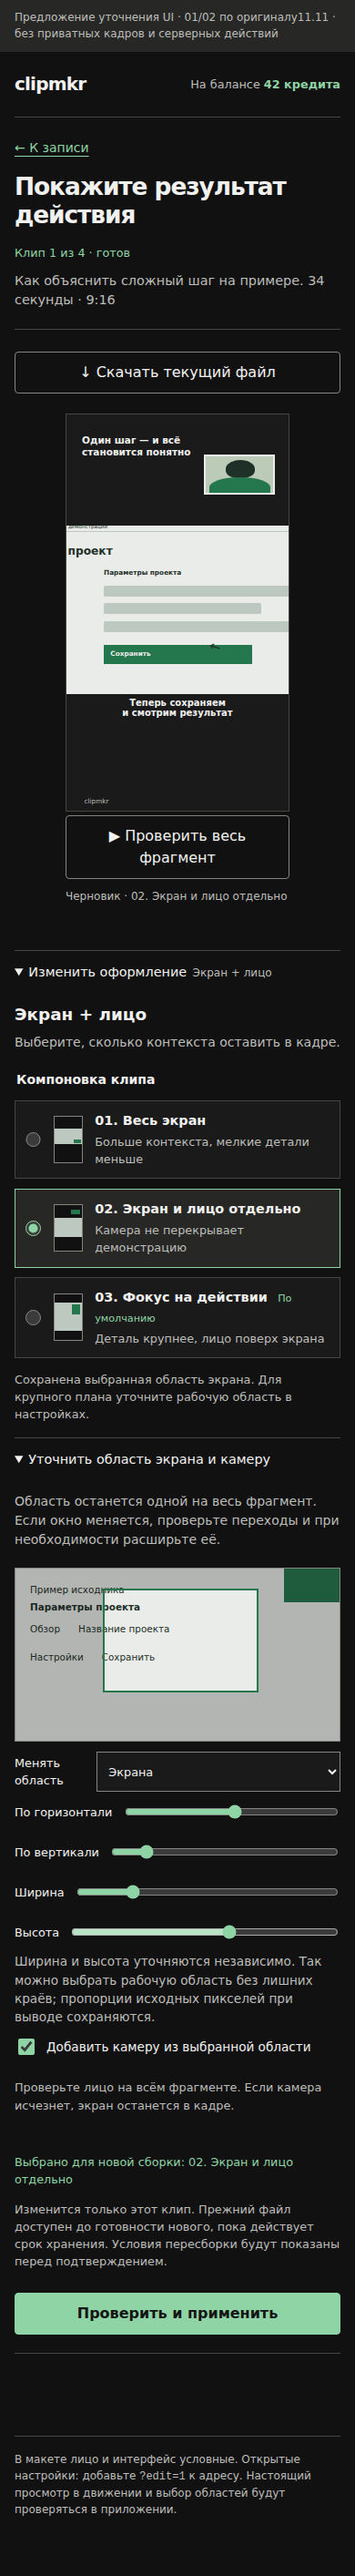 Предложение уточнения UI · 01/02 по оригиналу11.11 ·
без приватных кадров и серверных действий
clipmkr
На балансе 42 кредита
← К записи
Покажите результат
действия
Клип 1 из 4 · готов
Как объяснить сложный шаг на примере. 34
секунды · 9:16
↓ Скачать текущий файл
Один шаг — и всё
становится понятно
демонстрации
проект
Параметры проекта
Сохранить
Теперь сохраняем
и смотрим результат
clipmkr
▶ Проверить весь
фрагмент
Черновик · 02. Экран и лицо отдельно
▼ Изменить оформление Экран + лицо
Экран + лицо
Выберите, сколько контекста оставить в кадре.
Компоновка клипа
01. Весь экран
Больше контекста, мелкие детали
меньше
02. Экран и лицо отдельно
Камера не перекрывает
демонстрацию
03. Фокус на действии По
умолчанию
Деталь крупнее, лицо поверх экрана
Сохранена выбранная область экрана. Для
крупного плана уточните рабочую область в
настройках.
▼ Уточнить область экрана и камеру
Область останется одной на весь фрагмент.
Если окно меняется, проверьте переходы и при
необходимости расширьте её.
Пример исходника
Параметры проекта
Обзор Название проекта
Настройки Сохранить
Менять
область
Экрана
По горизонтали
По вертикали
Ширина
Высота
Ширина и высота уточняются независимо. Так
можно выбрать рабочую область без лишних
краёв; пропорции исходных пикселей при
выводе сохраняются.
Добавить камеру из выбранной области
Проверьте лицо на всём фрагменте. Если камера
исчезнет, экран останется в кадре.
Выбрано для новой сборки: 02. Экран и лицо
отдельно
Изменится только этот клип. Прежний файл
доступен до готовности нового, пока действует
срок хранения. Условия пересборки будут показаны
перед подтверждением.
Проверить и применить
В макете лицо и интерфейс условные. Открытые
настройки: добавьте ?edit=1 к адресу. Настоящий
просмотр в движении и выбор областей будут
проверяться в приложении.